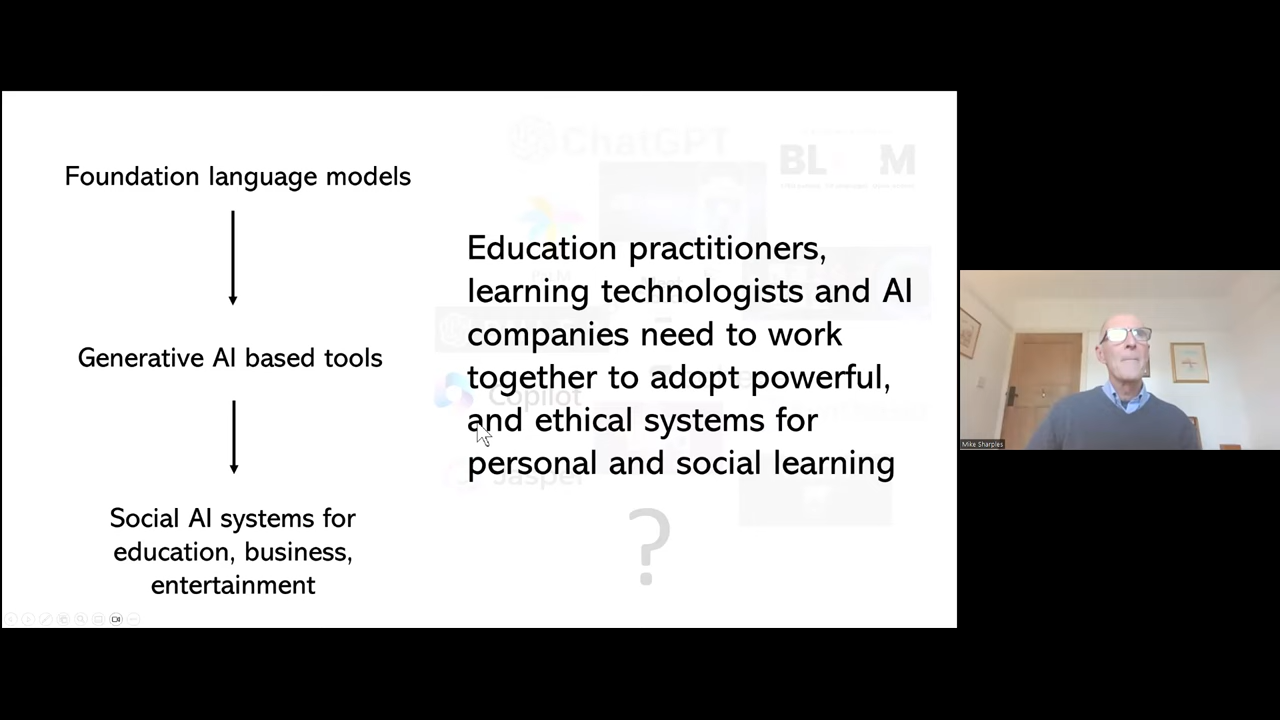 Foundation language models
Generative AI based tools
Social AI systems for
education, business,
entertainment
ChatGPT
BL M
Education practitioners,
learning technologists and AI
companies need to work
together to adopt powerful,
and ethical systems for
personal and social learning
Copilot
Jasper
?
Mike Sharples